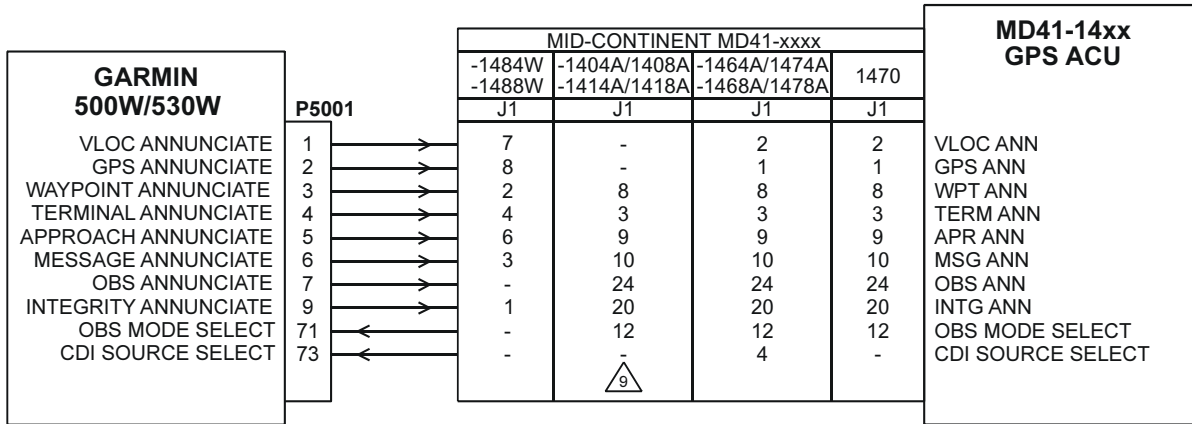 MD41-14xx
GPS ACU
MID-CONTINENT MD41-xxxx
GARMIN
500W/530W
P5001
-1484W -1404A/1408A -1464A/1474A 1470
-1488W -1414A/1418A -1468A/1478A
J1 J1 J1 J1
VLOC ANNUNCIATE 1 7 - 2 2 VLOC ANN
GPS ANNUNCIATE 2 8 - 1 1 GPS ANN
WAYPOINT ANNUNCIATE 3 2 8 8 8 WPT ANN
TERMINAL ANNUNCIATE 4 4 3 3 3 TERM ANN
APPROACH ANNUNCIATE 5 6 9 9 9 APR ANN
MESSAGE ANNUNCIATE 6 3 10 10 10 MSG ANN
OBS ANNUNCIATE 7 - 24 24 24 OBS ANN
INTEGRITY ANNUNCIATE 9 1 20 20 20 INTG ANN
OBS MODE SELECT 71 - 12 12 12 OBS MODE SELECT
CDI SOURCE SELECT 73 - - 4 - CDI SOURCE SELECT
9